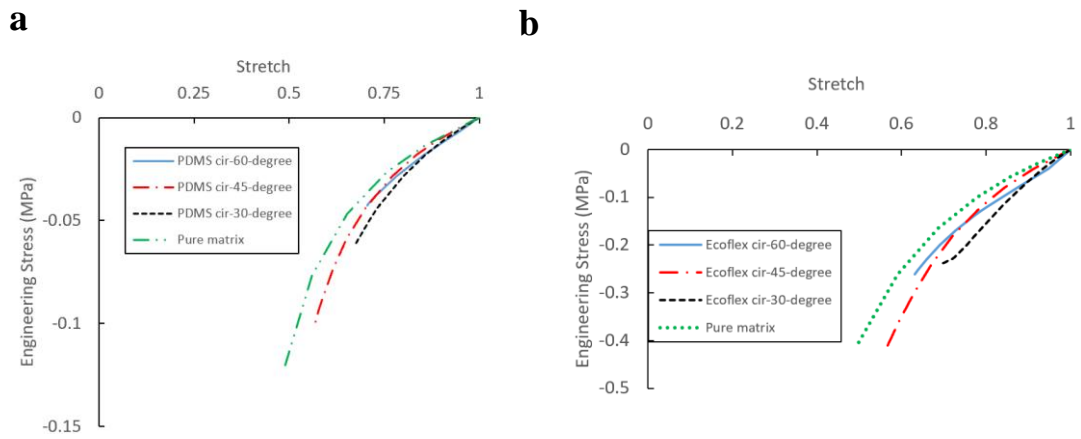 a
Stretch
0 0.25 0.5 0.75 1
0
-0.05
-0.1
-0.15
Engineering Stress (MPa)
PDMS cir-60-degree
PDMS cir-45-degree
PDMS cir-30-degree
Pure matrix
b
Stretch
0 0.2 0.4 0.6 0.8 1
0
-0.1
-0.2
-0.3
-0.4
-0.5
Engineering Stress (MPa)
Ecoflex cir-60-degree
Ecoflex cir-45-degree
Ecoflex cir-30-degree
Pure matrix